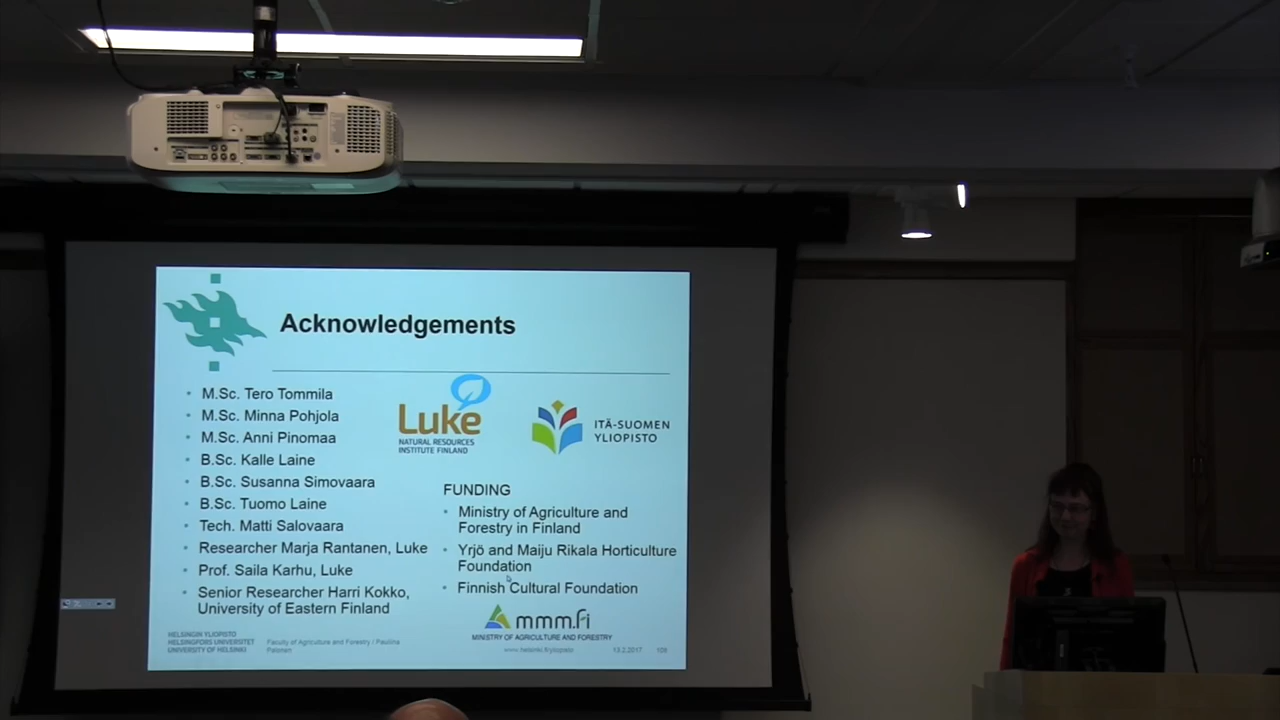 Acknowledgements
• M.Sc. Tero Tommila
• M.Sc. Minna Pohjola
• M.Sc. Anni Pinomaa
• B.Sc. Kalle Laine
• B.Sc. Susanna Simovaara
• B.Sc. Tuomo Laine
• Tech. Matti Salovaara
• Researcher Marja Rantanen, Luke
• Prof. Saila Karhu, Luke
• Senior Researcher Harri Kokko,
University of Eastern Finland
Luke
NATURAL RESOURCES
INSTITUTE FINLAND
ITÄ-SUOMEN
YLIOPISTO
FUNDING
• Ministry of Agriculture and
Forestry in Finland
• Yrjö and Maiju Rikala Horticulture
Foundation
• Finnish Cultural Foundation
mmm.fi
MINISTRY OF AGRICULTURE AND FORESTRY
HELSINGIN YLIOPISTO
HELSINGFORS UNIVERSITET
UNIVERSITY OF HELSINKI
Faculty of Agriculture and Forestry / Pauliina
Palonen
www.helsinki.fi/yliopisto
13.2.2017
109